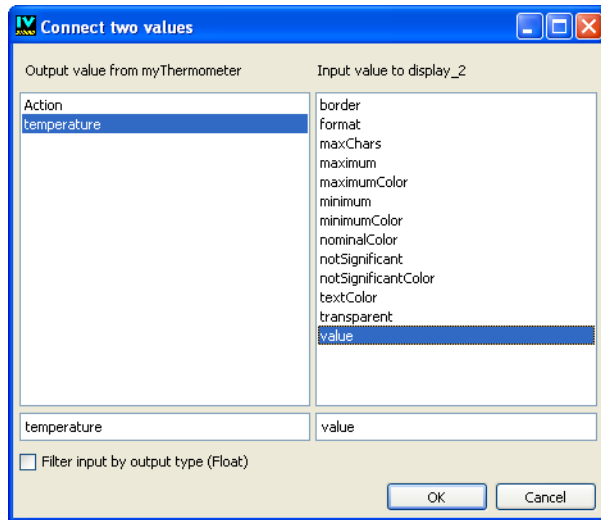 Connect two values
Output value from myThermometer
Input value to display_2
Action
temperature
border
format
maxChars
maximum
maximumColor
minimum
minimumColor
nominalColor
notSignificant
notSignificantColor
textColor
transparent
value
temperature
value
Filter input by output type (Float)
OK
Cancel